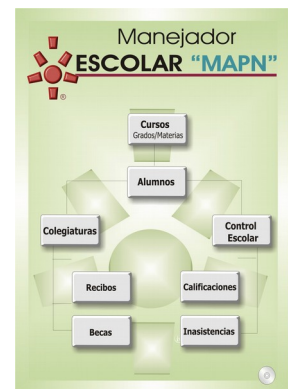 Manejador
ESCOLAR “MAPN”
®
Cursos
Grados/Materias
Alumnos
Colegiaturas
Control
Escolar
Recibos
Calificaciones
Becas
Inasistencias